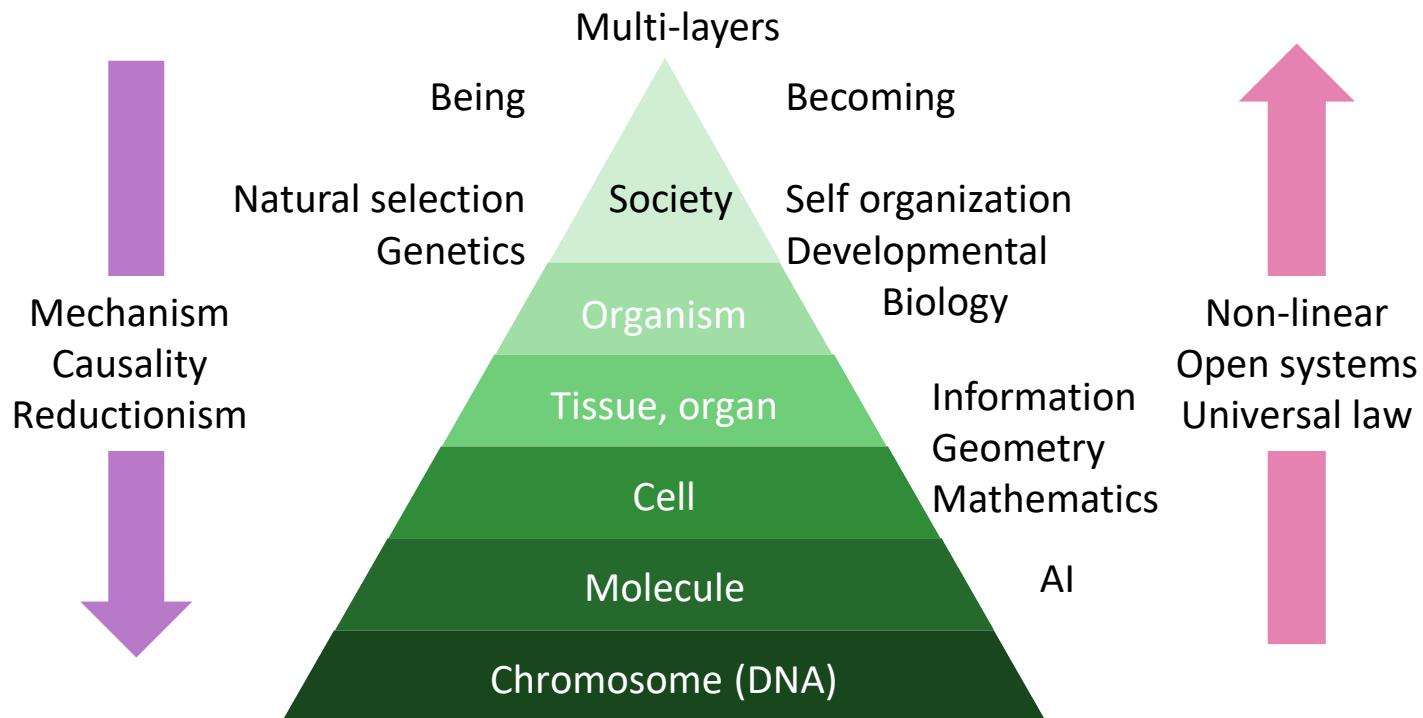 Multi-layers
Being
Becoming
Natural selection
Genetics
Society
Self organization
Developmental
Biology
Mechanism
Causality
Reductionism
Organism
Non-linear
Open systems
Universal law
Tissue, organ
Information
Geometry
Mathematics
Cell
Molecule
AI
Chromosome (DNA)